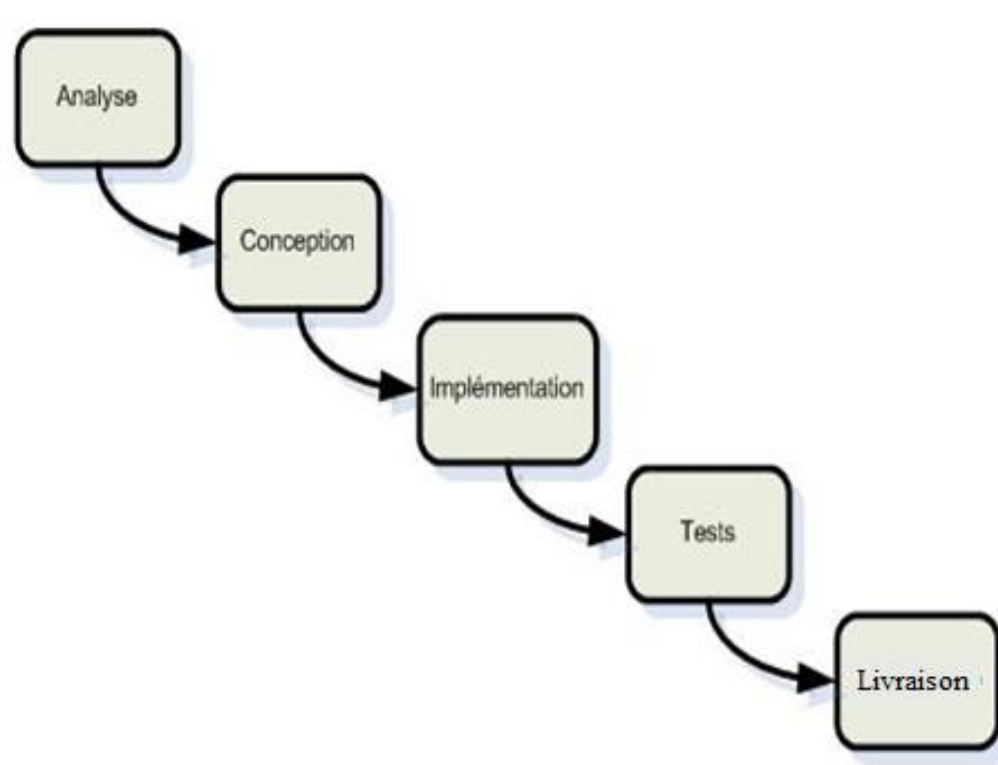 Analyse
Conception
Implémentation
Tests
Livraison